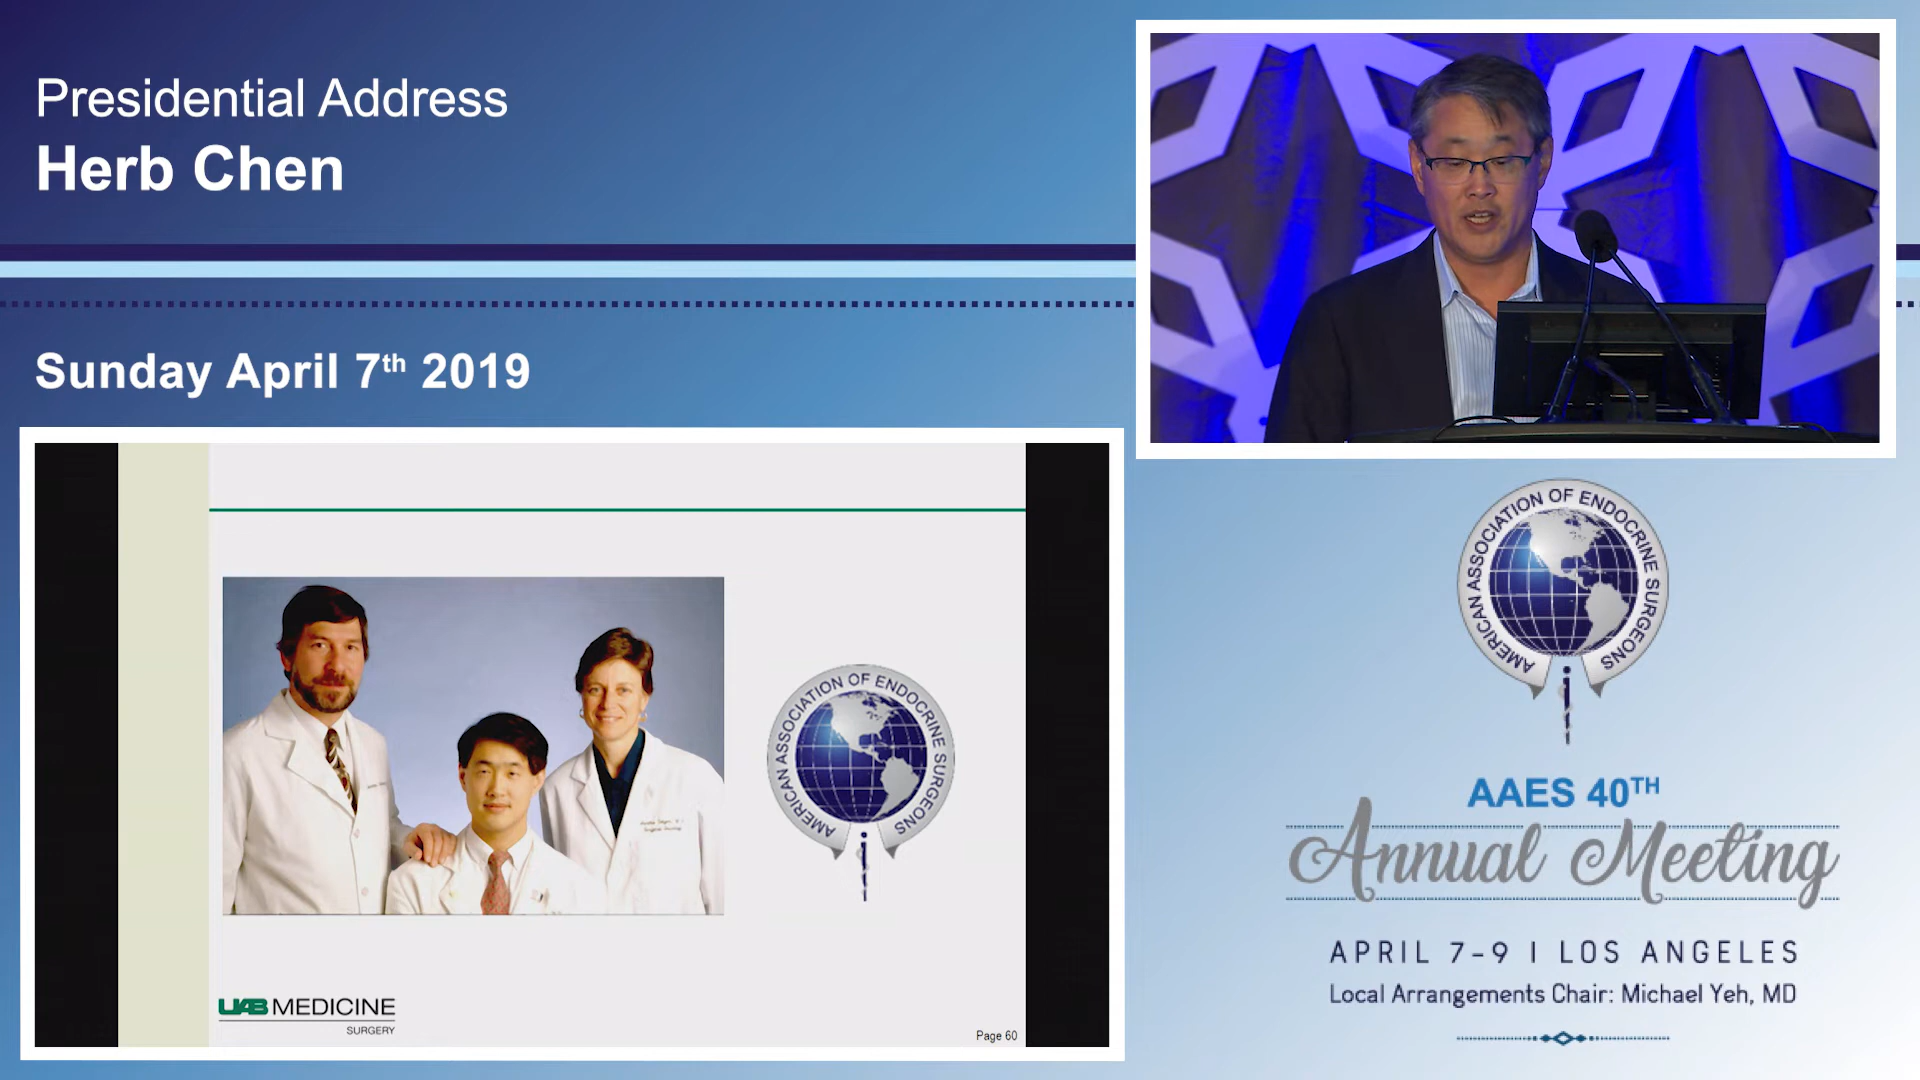 Presidential Address
Herb Chen
Sunday April 7th 2019
AMERICAN ASSOCIATION OF ENDOCRINE SURGEONS
UAB MEDICINE
SURGERY
Page 60
AMERICAN ASSOCIATION OF ENDOCRINE SURGEONS
AAES 40TH
Annual Meeting
APRIL 7-9 | LOS ANGELES
Local Arrangements Chair: Michael Yeh, MD